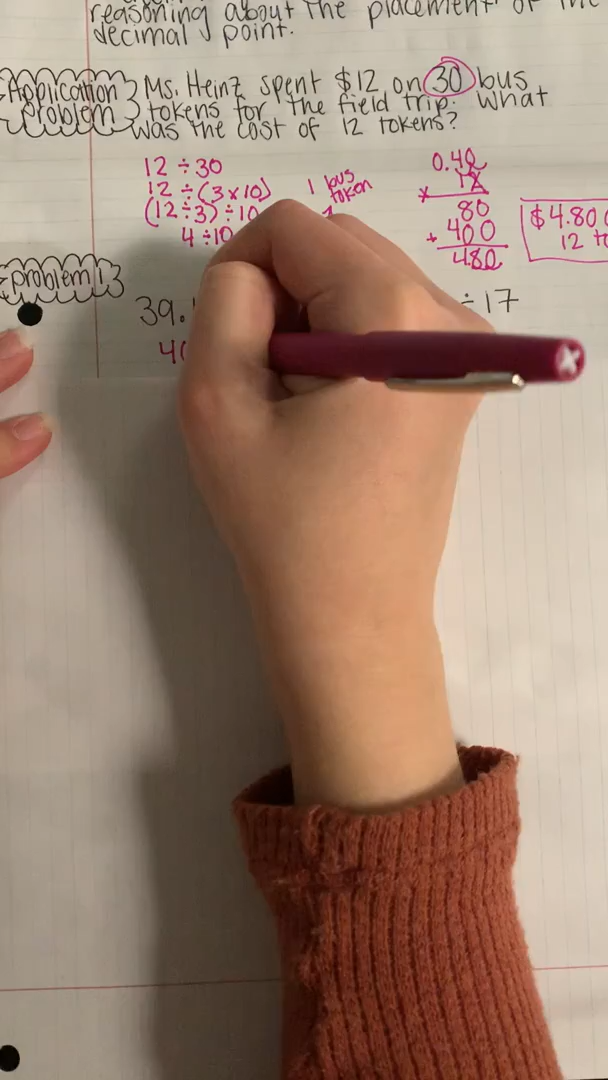 reasoning about the placement of the
decimal point.
Application Problem
Ms. Heinz spent $12 on 30 bus
tokens for the field trip. What
was the cost of 12 tokens?
12 ÷ 30
12 ÷ (3 x 10)
(12 ÷ 3) ÷ 10
4 ÷ 10
1 bus
token
0.40
x 12
80
+ 400
480
$4.80
12
problem 1
39.
÷ 17
40